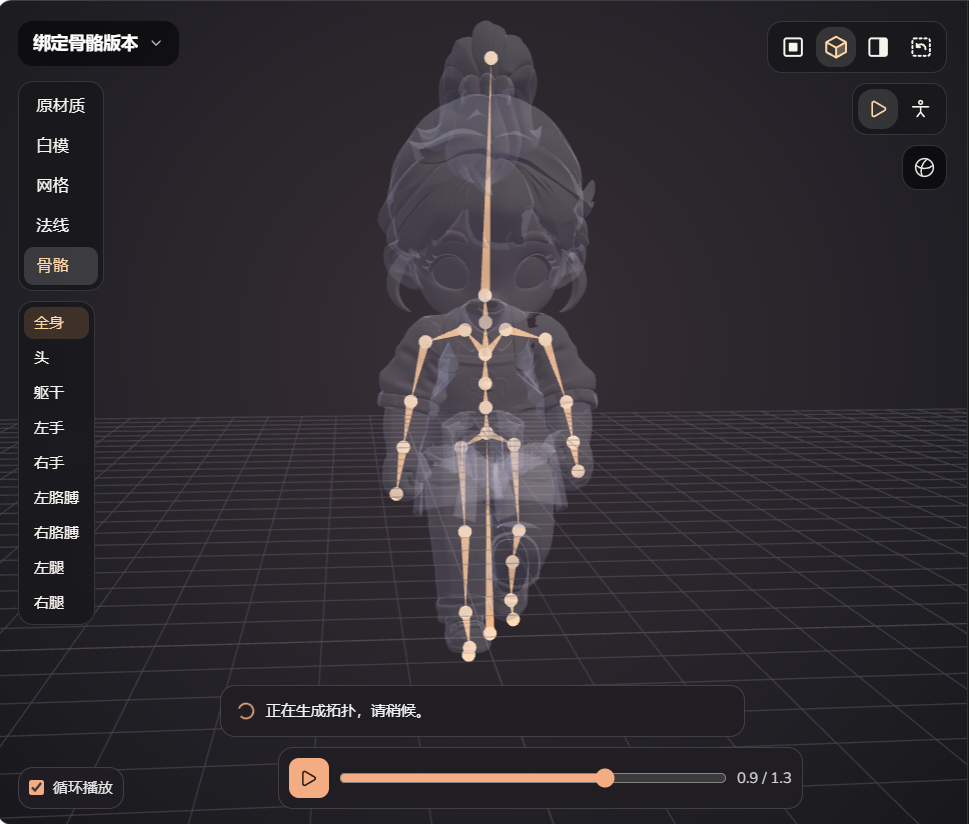 绑定骨骼版本
原材质
白模
网格
法线
骨骼
全身
头
躯干
左手
右手
左胳膊
右胳膊
左腿
右腿
正在生成拓扑，请稍候。
循环播放
0.9 / 1.3